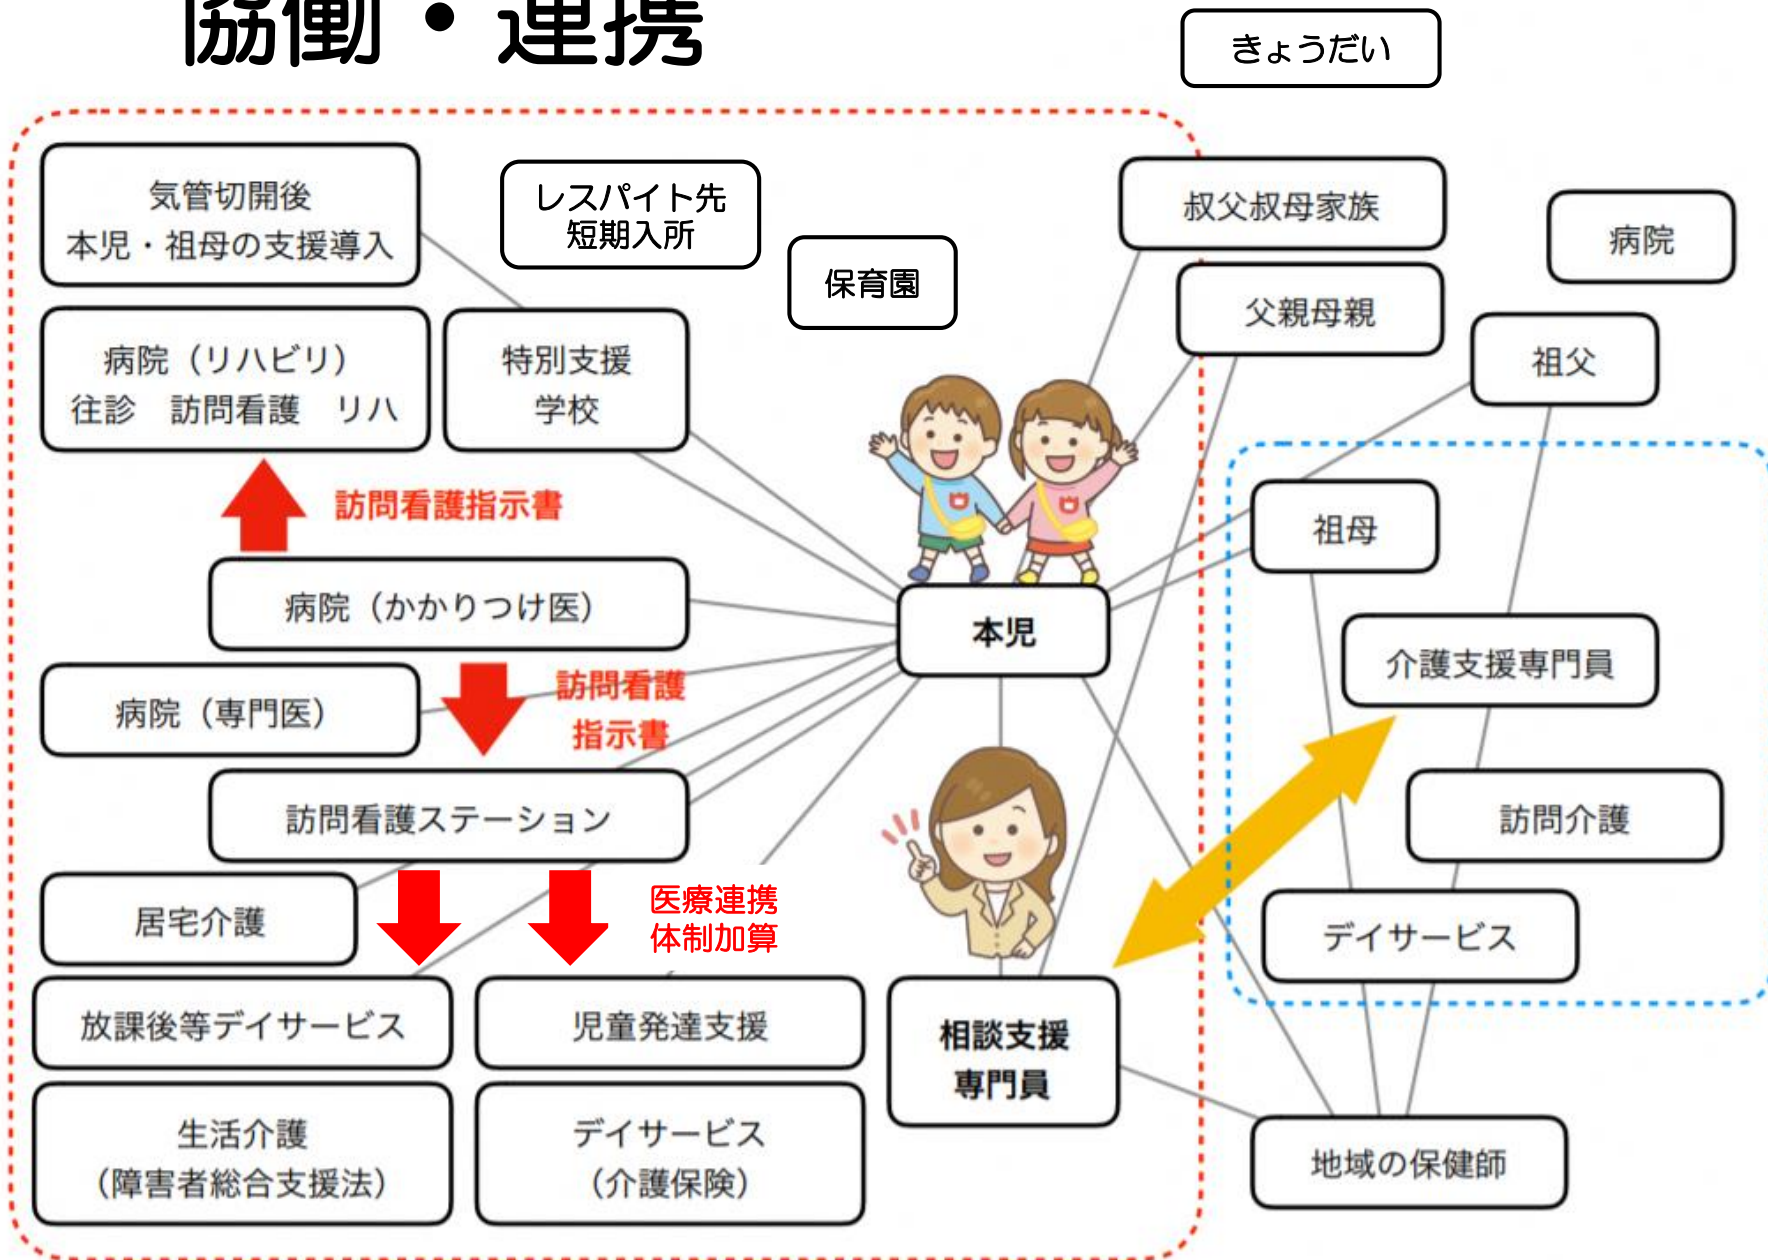 協働・連携
きょうだい
気管切開後
本児・祖母の支援導入
レスパイト先
短期入所
保育園
叔父叔母家族
病院
父親母親
祖父
病院（リハビリ）
往診　訪問看護　リハ
特別支援
学校
訪問看護指示書
祖母
病院（かかりつけ医）
本児
介護支援専門員
病院（専門医）
訪問看護
指示書
訪問看護ステーション
訪問介護
居宅介護
医療連携
体制加算
デイサービス
放課後等デイサービス
児童発達支援
相談支援
専門員
生活介護
（障害者総合支援法）
デイサービス
（介護保険）
地域の保健師